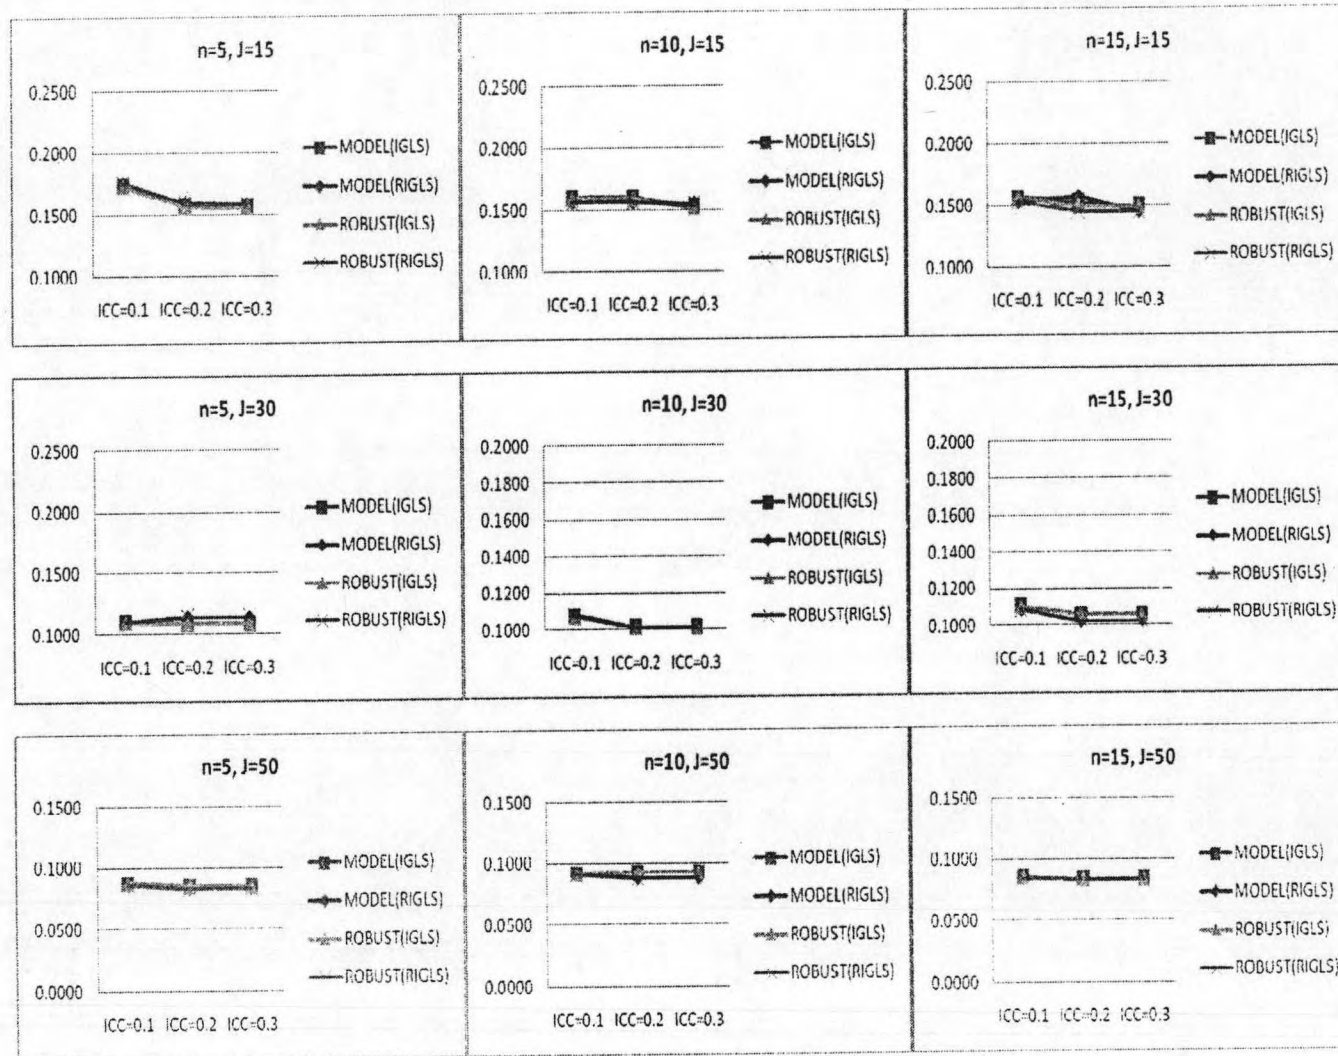 n=5, J=15
0.2500
0.2000
0.1500
0.1000
ICC=0.1 ICC=0.2 ICC=0.3
MODEL(IGLS)
MODEL(RIGLS)
ROBUST(IGLS)
ROBUST(RIGLS)
n=10, J=15
0.2500
0.2000
0.1500
0.1000
ICC=0.1 ICC=0.2 ICC=0.3
MODEL(IGLS)
MODEL(RIGLS)
ROBUST(IGLS)
ROBUST(RIGLS)
n=15, J=15
0.2500
0.2000
0.1500
0.1000
ICC=0.1 ICC=0.2 ICC=0.3
MODEL(IGLS)
MODEL(RIGLS)
ROBUST(IGLS)
ROBUST(RIGLS)
n=5, J=30
0.2500
0.2000
0.1500
0.1000
ICC=0.1 ICC=0.2 ICC=0.3
MODEL(IGLS)
MODEL(RIGLS)
ROBUST(IGLS)
ROBUST(RIGLS)
n=10, J=30
0.2000
0.1800
0.1600
0.1400
0.1200
0.1000
ICC=0.1 ICC=0.2 ICC=0.3
MODEL(IGLS)
MODEL(RIGLS)
ROBUST(IGLS)
ROBUST(RIGLS)
n=15, J=30
0.2000
0.1800
0.1600
0.1400
0.1200
0.1000
ICC=0.1 ICC=0.2 ICC=0.3
MODEL(IGLS)
MODEL(RIGLS)
ROBUST(IGLS)
ROBUST(RIGLS)
n=5, J=50
0.1500
0.1000
0.0500
0.0000
ICC=0.1 ICC=0.2 ICC=0.3
MODEL(IGLS)
MODEL(RIGLS)
ROBUST(IGLS)
ROBUST(RIGLS)
n=10, J=50
0.1500
0.1000
0.0500
0.0000
ICC=0.1 ICC=0.2 ICC=0.3
MODEL(IGLS)
MODEL(RIGLS)
ROBUST(IGLS)
ROBUST(RIGLS)
n=15, J=50
0.1500
0.1000
0.0500
0.0000
ICC=0.1 ICC=0.2 ICC=0.3
MODEL(IGLS)
MODEL(RIGLS)
ROBUST(IGLS)
ROBUST(RIGLS)